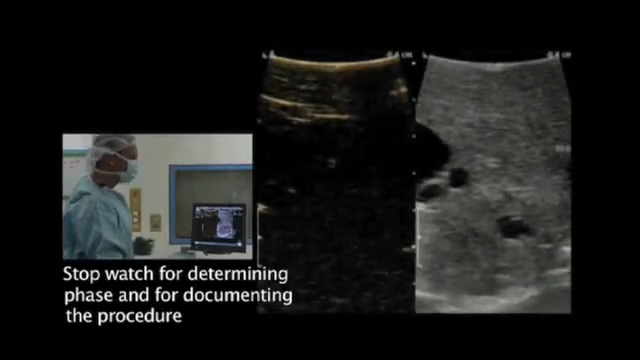 Stop watch for determining
phase and for documenting
the procedure